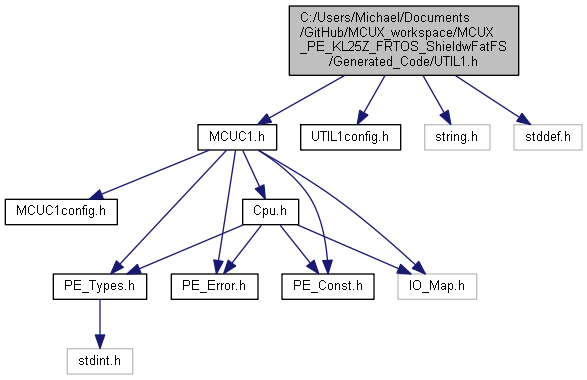 C:/Users/Michael/Documents
/GitHub/MCUX_workspace/MCUX
_PE_KL25Z_FRTOS_ShieldwFatFS
/Generated_Code/UTIL1.h
MCUC1.h
UTIL1config.h
string.h
stddef.h
MCUC1config.h
Cpu.h
PE_Types.h
PE_Error.h
PE_Const.h
IO_Map.h
stdint.h